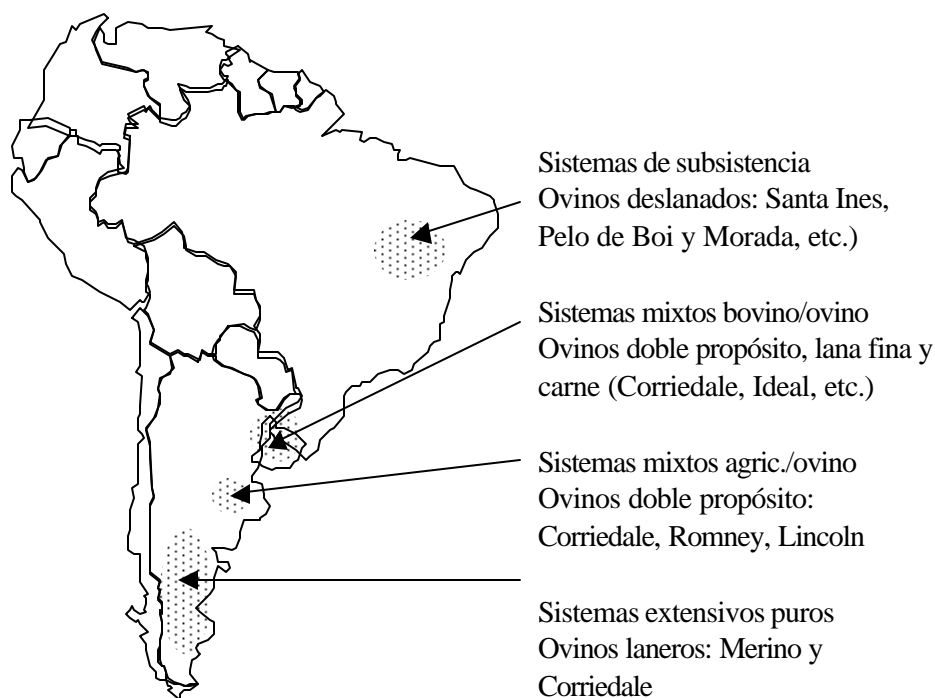 Sistemas de subsistencia
Ovinos deslanados: Santa Ines,
Pelo de Boi y Morada, etc.)
Sistemas mixtos bovino/ovino
Ovinos doble propósito, lana fina y
carne (Corriedale, Ideal, etc.)
Sistemas mixtos agric./ovino
Ovinos doble propósito:
Corriedale, Romney, Lincoln
Sistemas extensivos puros
Ovinos laneros: Merino y
Corriedale